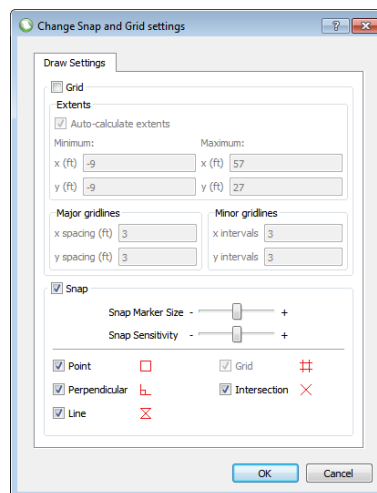 Change Snap and Grid settings
Draw Settings
Grid
Extents
Auto-calculate extents
Minimum: Maximum:
x (ft) -9 x (ft) 57
y (ft) -9 y (ft) 27
Major gridlines Minor gridlines
x spacing (ft) 3 x intervals 3
y spacing (ft) 3 y intervals 3
Snap
Snap Marker Size - +
Snap Sensitivity - +
Point Grid
Perpendicular Intersection
Line
OK Cancel